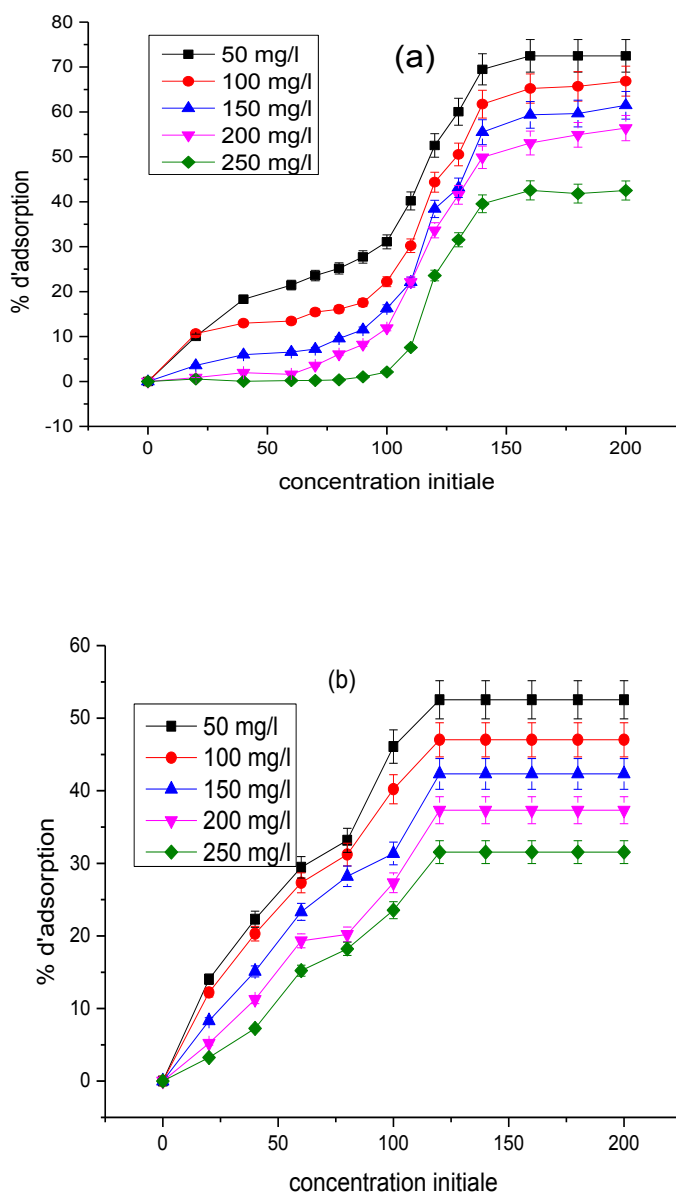 80
70
60
50
40
30
20
10
0
-10
% d'adsorption
(a)
50 mg/l
100 mg/l
150 mg/l
200 mg/l
250 mg/l
0 50 100 150 200
concentration initiale
60
50
40
30
20
10
0
% d'adsorption
(b)
50 mg/l
100 mg/l
150 mg/l
200 mg/l
250 mg/l
0 50 100 150 200
concentration initiale